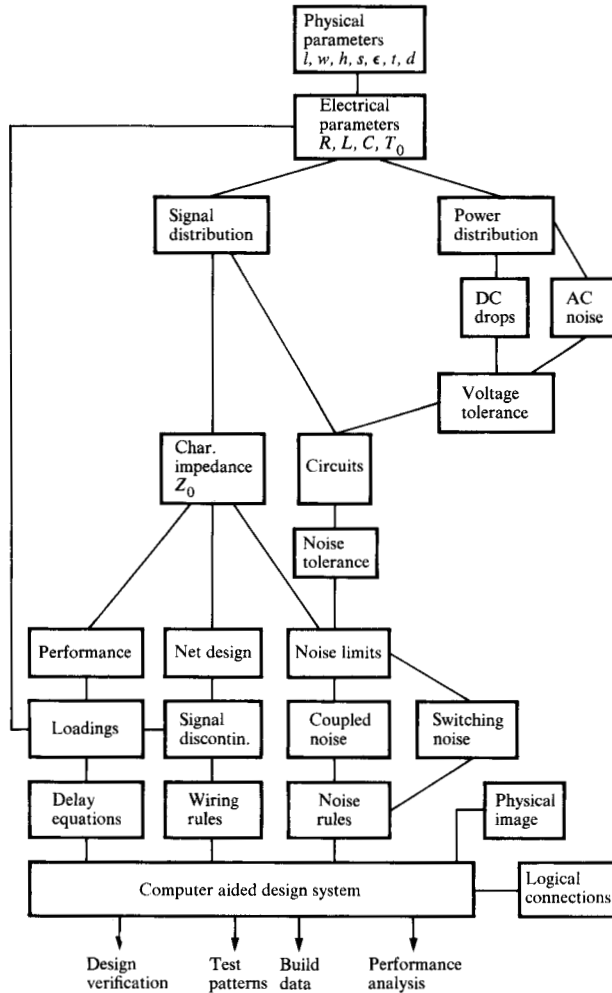 Physical
parameters
l, w, h, s, ϵ, t, d
Electrical
parameters
R, L, C, T₀
Signal
distribution
Power
distribution
DC
drops
AC
noise
Voltage
tolerance
Char.
impedance
Z₀
Circuits
Noise
tolerance
Performance
Net design
Noise limits
Loadings
Signal
discontin.
Coupled
noise
Switching
noise
Delay
equations
Wiring
rules
Noise
rules
Physical
image
Computer aided design system
Logical
connections
Design
verification
Test
patterns
Build
data
Performance
analysis